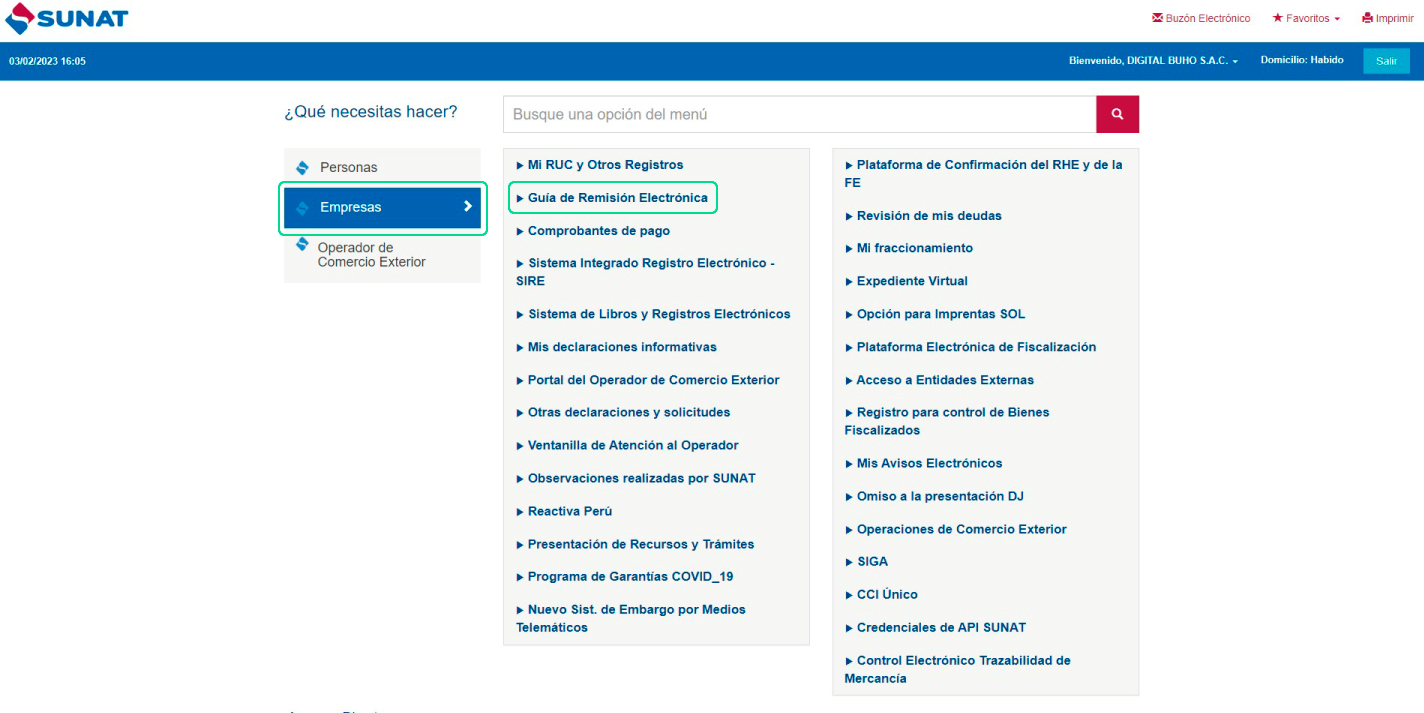 SUNAT
Buzón Electrónico
Favoritos
Imprimir
03/02/2023 16:05
Bienvenido, DIGITAL BUHO S.A.C.
Domicilio: Habido
Salir
¿Qué necesitas hacer?
Busque una opción del menú
Personas
Empresas
Operador de
Comercio Exterior
Mi RUC y Otros Registros
Guía de Remisión Electrónica
Comprobantes de pago
Sistema Integrado Registro Electrónico -
SIRE
Sistema de Libros y Registros Electrónicos
Mis declaraciones informativas
Portal del Operador de Comercio Exterior
Otras declaraciones y solicitudes
Ventanilla de Atención al Operador
Observaciones realizadas por SUNAT
Reactiva Perú
Presentación de Recursos y Trámites
Programa de Garantías COVID_19
Nuevo Sist. de Embargo por Medios
Telemáticos
Plataforma de Confirmación del RHE y de la
FE
Revisión de mis deudas
Mi fraccionamiento
Expediente Virtual
Opción para Imprentas SOL
Plataforma Electrónica de Fiscalización
Acceso a Entidades Externas
Registro para control de Bienes
Fiscalizados
Mis Avisos Electrónicos
Omiso a la presentación DJ
Operaciones de Comercio Exterior
SIGA
CCI Único
Credenciales de API SUNAT
Control Electrónico Trazabilidad de
Mercancía